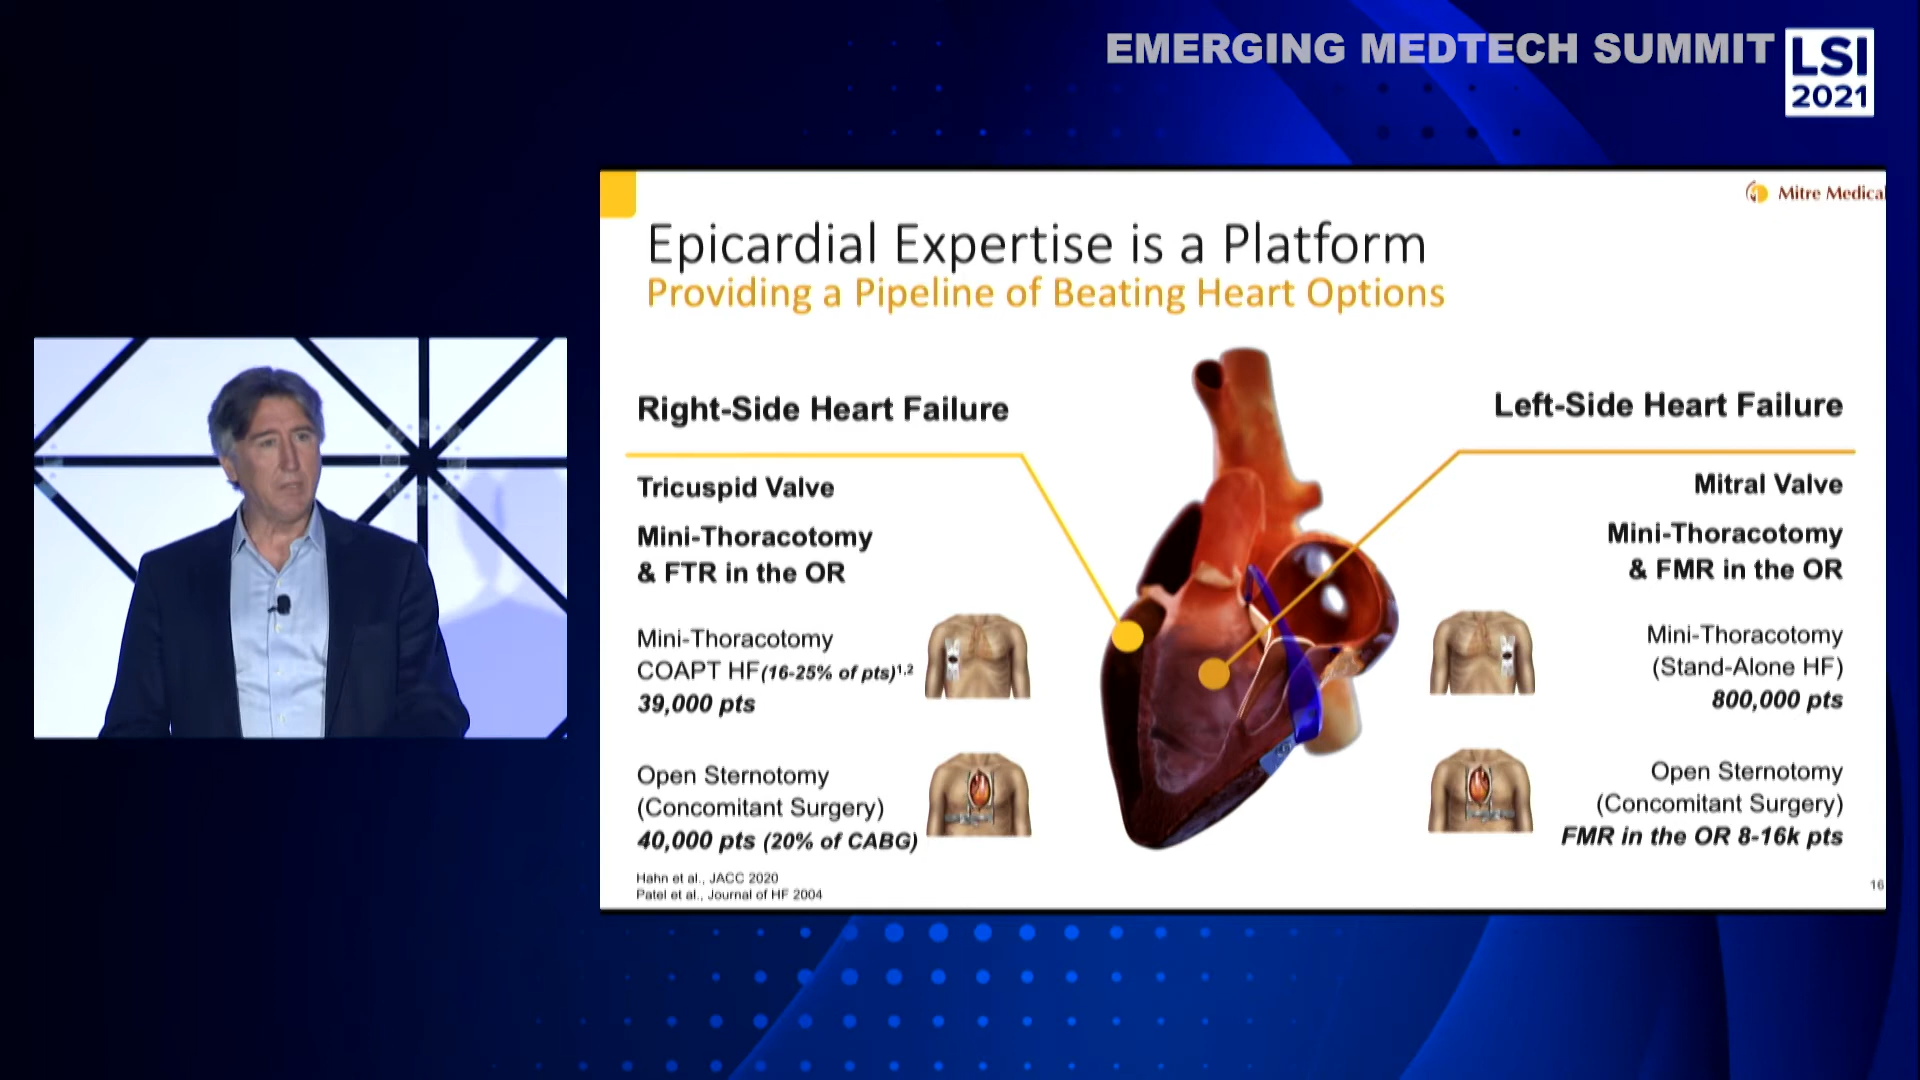 EMERGING MEDTECH SUMMIT
LSI
2021
Mitre Medical
Epicardial Expertise is a Platform
Providing a Pipeline of Beating Heart Options
Right-Side Heart Failure
Tricuspid Valve
Mini-Thoracotomy
& FTR in the OR
Mini-Thoracotomy
COAPT HF(16-25% of pts)1,2
39,000 pts
Open Sternotomy
(Concomitant Surgery)
40,000 pts (20% of CABG)
Hahn et al., JACC 2020
Patel et al., Journal of HF 2004
Left-Side Heart Failure
Mitral Valve
Mini-Thoracotomy
& FMR in the OR
Mini-Thoracotomy
(Stand-Alone HF)
800,000 pts
Open Sternotomy
(Concomitant Surgery)
FMR in the OR 8-16k pts
16